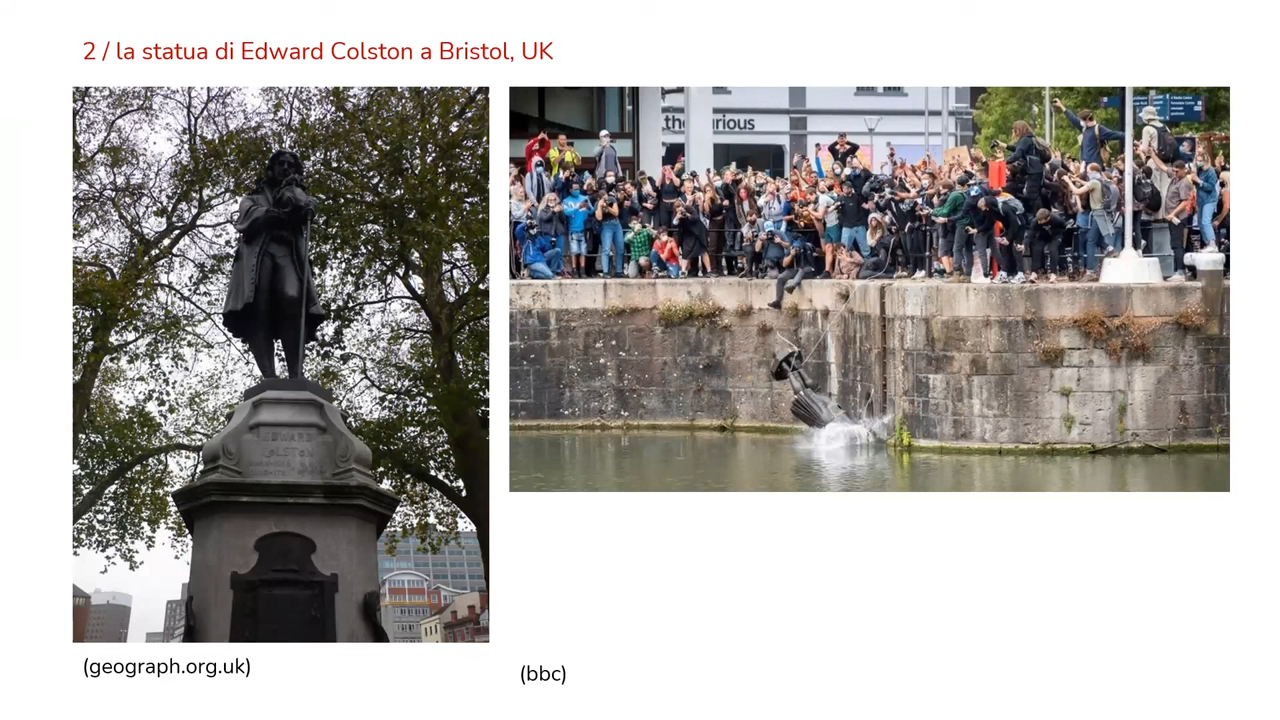 2 / la statua di Edward Colston a Bristol, UK
the
EDWARD
COLSTON
(geograph.org.uk)
(bbc)